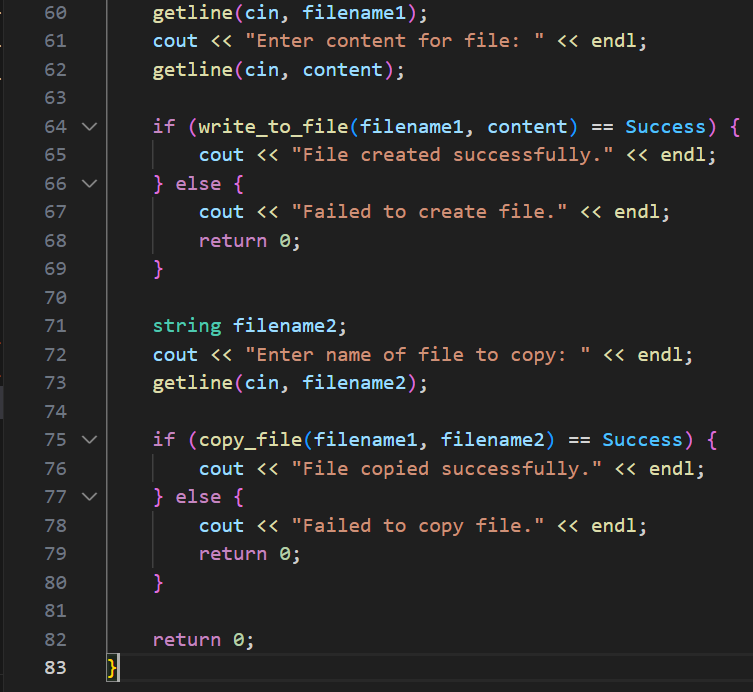 60 getline(cin, filename1);
61 cout << "Enter content for file: " << endl;
62 getline(cin, content);
63
64 if (write_to_file(filename1, content) == Success) {
65 cout << "File created successfully." << endl;
66 } else {
67 cout << "Failed to create file." << endl;
68 return 0;
69 }
70
71 string filename2;
72 cout << "Enter name of file to copy: " << endl;
73 getline(cin, filename2);
74
75 if (copy_file(filename1, filename2) == Success) {
76 cout << "File copied successfully." << endl;
77 } else {
78 cout << "Failed to copy file." << endl;
79 return 0;
80 }
81
82 return 0;
83 }